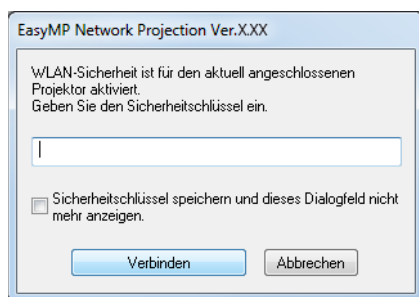 EasyMP Network Projection Ver.X.XX
WLAN-Sicherheit ist für den aktuell angeschlossenen
Projektor aktiviert.
Geben Sie den Sicherheitschlüssel ein.
Sicherheitschlüssel speichern und dieses Dialogfeld nicht
mehr anzeigen.
Verbinden
Abbrechen